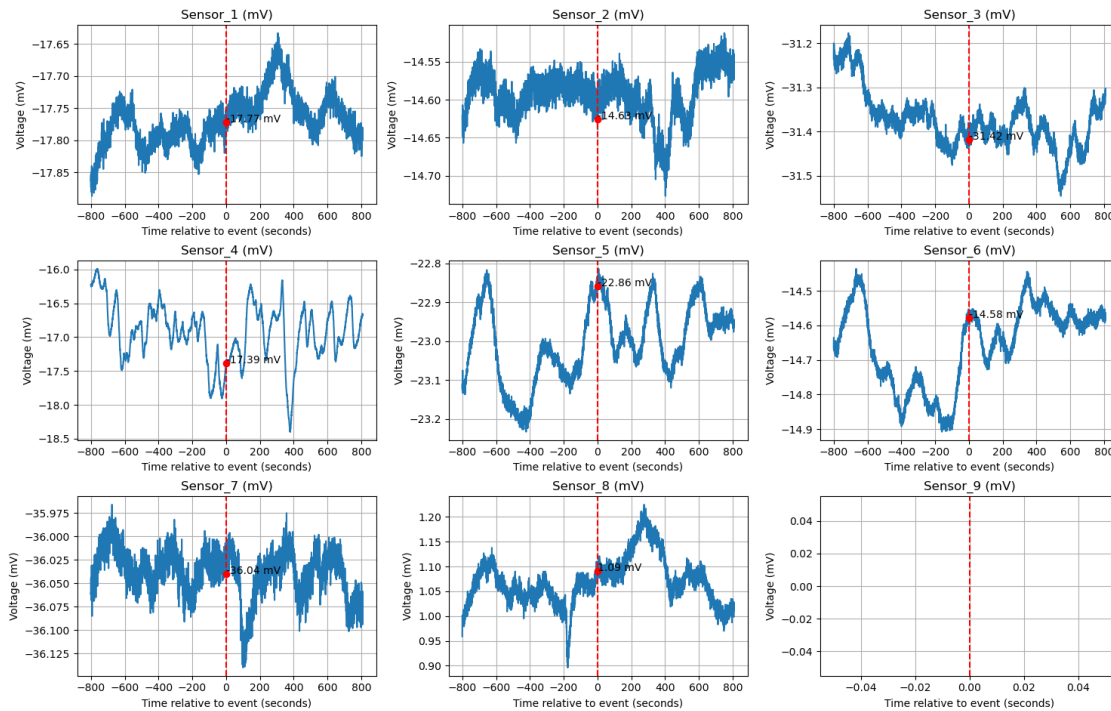 Sensor_1 (mV)
Voltage (mV)
−17.65
−17.70
−17.75
−17.80
−17.85
-17.77 mV
−800 −600 −400 −200 0 200 400 600 800
Time relative to event (seconds)
Sensor_2 (mV)
Voltage (mV)
−14.55
−14.60
−14.65
−14.70
-14.63 mV
−800 −600 −400 −200 0 200 400 600 800
Time relative to event (seconds)
Sensor_3 (mV)
Voltage (mV)
−31.2
−31.3
−31.4
−31.5
-31.42 mV
−800 −600 −400 −200 0 200 400 600 800
Time relative to event (seconds)
Sensor_4 (mV)
Voltage (mV)
−16.0
−16.5
−17.0
−17.5
−18.0
−18.5
-17.39 mV
−800 −600 −400 −200 0 200 400 600 800
Time relative to event (seconds)
Sensor_5 (mV)
Voltage (mV)
−22.8
−22.9
−23.0
−23.1
−23.2
-22.86 mV
−800 −600 −400 −200 0 200 400 600 800
Time relative to event (seconds)
Sensor_6 (mV)
Voltage (mV)
−14.5
−14.6
−14.7
−14.8
−14.9
-14.58 mV
−800 −600 −400 −200 0 200 400 600 800
Time relative to event (seconds)
Sensor_7 (mV)
Voltage (mV)
−35.975
−36.000
−36.025
−36.050
−36.075
−36.100
−36.125
-36.04 mV
−800 −600 −400 −200 0 200 400 600 800
Time relative to event (seconds)
Sensor_8 (mV)
Voltage (mV)
1.20
1.15
1.10
1.05
1.00
0.95
0.90
1.09 mV
−800 −600 −400 −200 0 200 400 600 800
Time relative to event (seconds)
Sensor_9 (mV)
Voltage (mV)
0.04
0.02
0.00
−0.02
−0.04
−0.04 −0.02 0.00 0.02 0.04
Time relative to event (seconds)